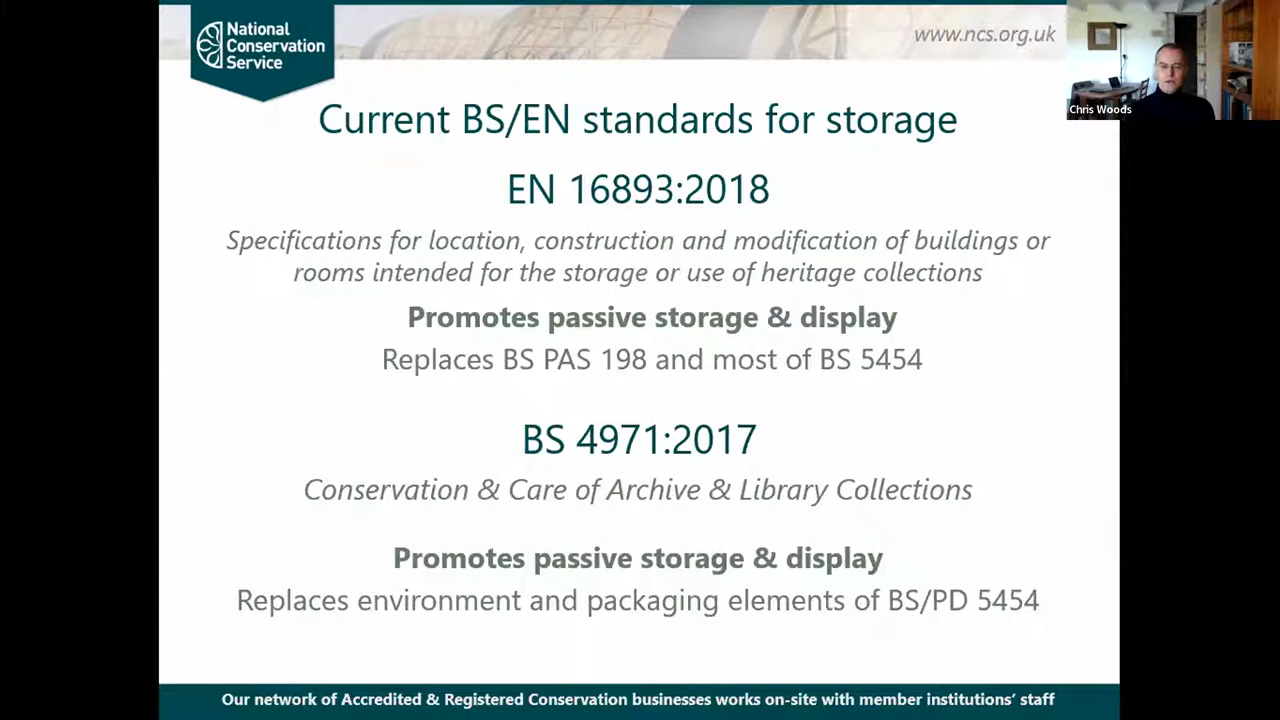 National
Conservation
Service
www.ncs.org.uk
Chris Woods
Current BS/EN standards for storage
EN 16893:2018
Specifications for location, construction and modification of buildings or
rooms intended for the storage or use of heritage collections
Promotes passive storage & display
Replaces BS PAS 198 and most of BS 5454
BS 4971:2017
Conservation & Care of Archive & Library Collections
Promotes passive storage & display
Replaces environment and packaging elements of BS/PD 5454
Our network of Accredited & Registered Conservation businesses works on-site with member institutions’ staff